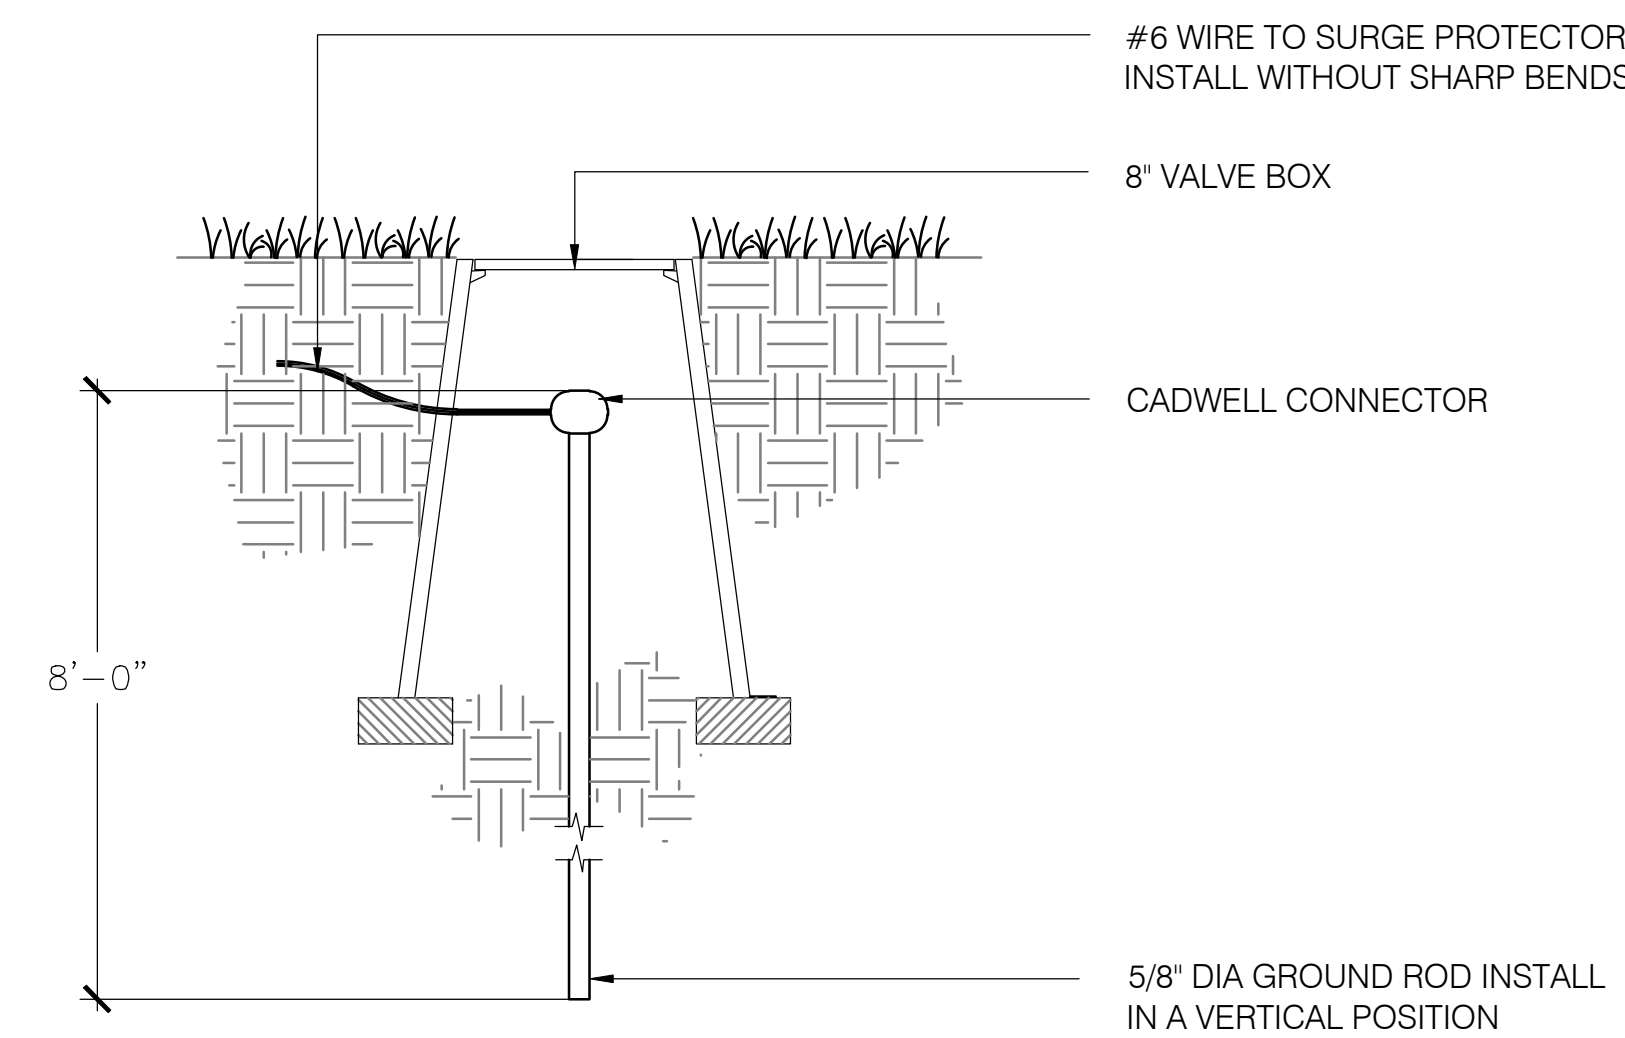 #6 WIRE TO SURGE PROTECTOR
INSTALL WITHOUT SHARP BENDS
8" VALVE BOX
CADWELL CONNECTOR
8'-0"
5/8" DIA GROUND ROD INSTALL
IN A VERTICAL POSITION